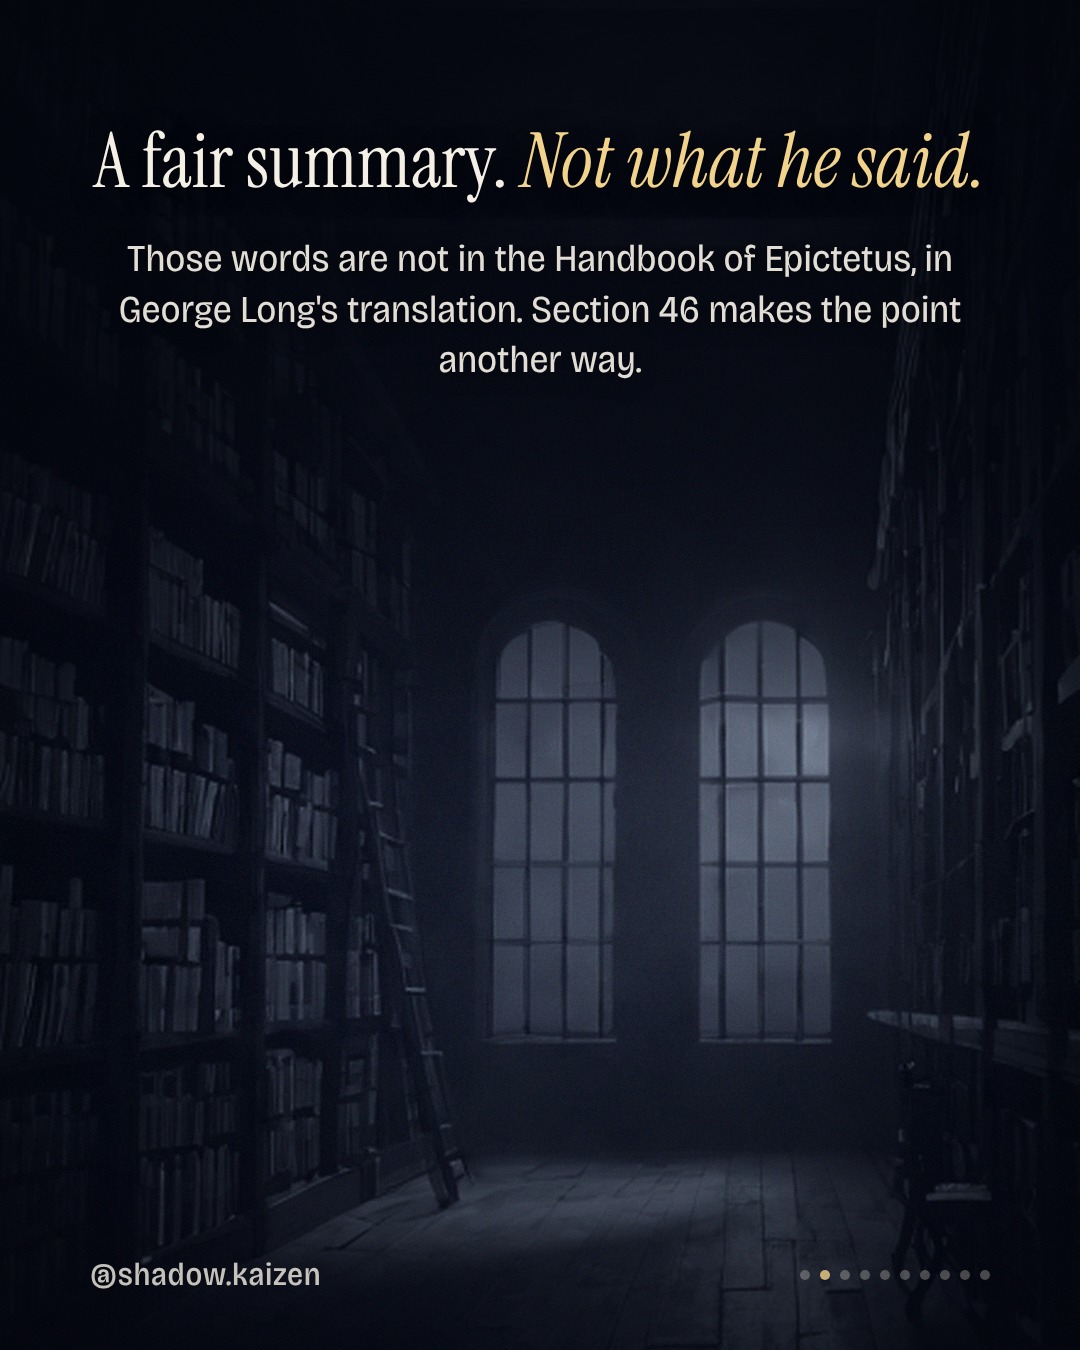 A fair summary. Not what he said.
Those words are not in the Handbook of Epictetus, in
George Long's translation. Section 46 makes the point
another way.
@shadow.kaizen